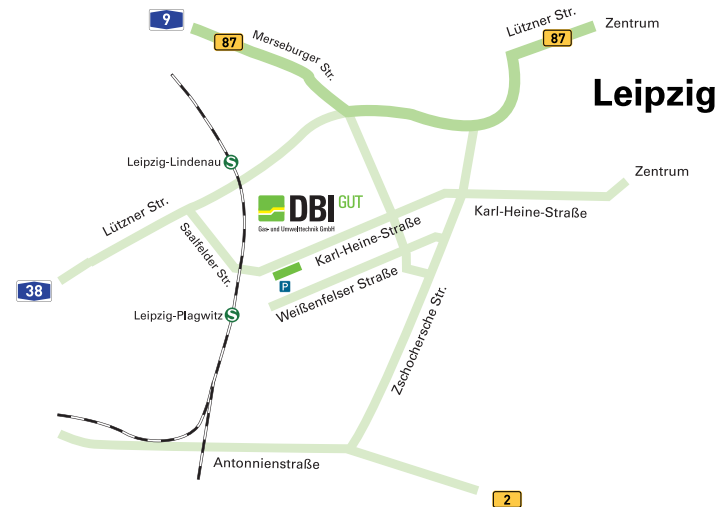 9
87
Merseburger Str.
Lützner Str.
87
Zentrum
Leipzig
Leipzig-Lindenau
S
Zentrum
Lützner Str.
DBI GUT
Gas- und Umwelttechnik GmbH
Karl-Heine-Straße
Saalfelder Str.
Karl-Heine-Straße
38
P
Weißenfelser Straße
Leipzig-Plagwitz
S
Zschochersche Str.
Antonnienstraße
2